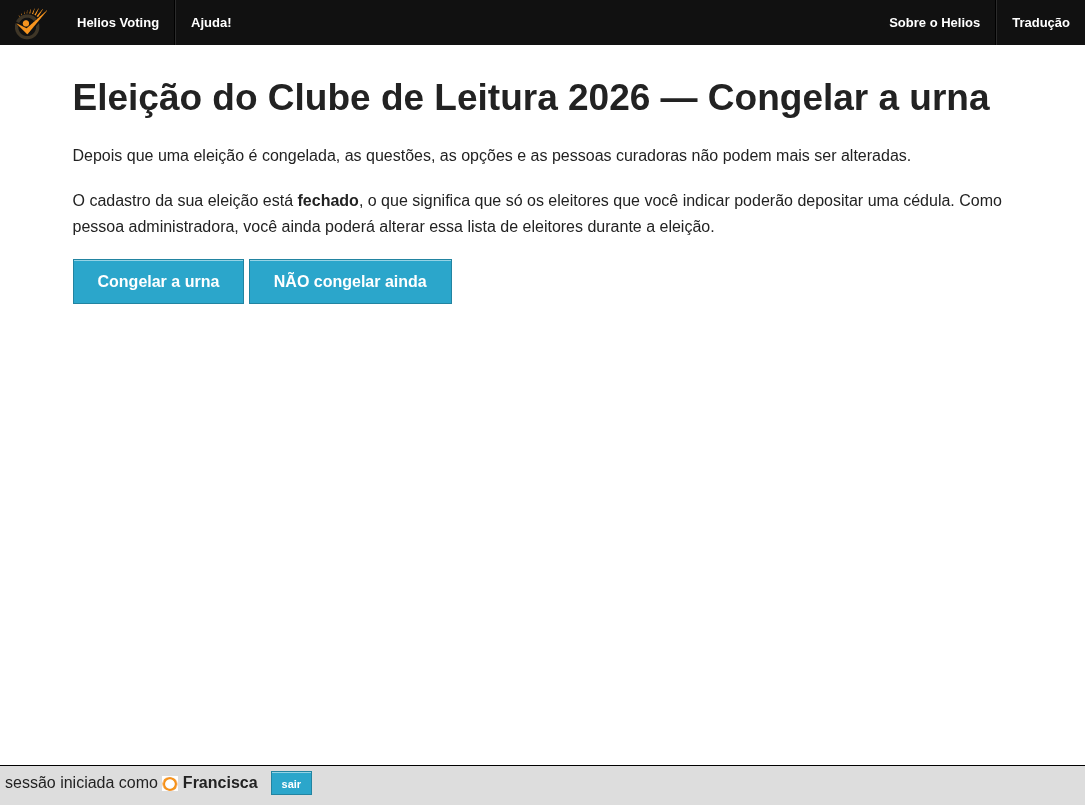 Helios Voting
Ajuda!
Sobre o Helios
Tradução
Eleição do Clube de Leitura 2026 — Congelar a urna
Depois que uma eleição é congelada, as questões, as opções e as pessoas curadoras não podem mais ser alteradas.
O cadastro da sua eleição está fechado, o que significa que só os eleitores que você indicar poderão depositar uma cédula. Como
pessoa administradora, você ainda poderá alterar essa lista de eleitores durante a eleição.
Congelar a urna
NÃO congelar ainda
sessão iniciada como Francisca
sair